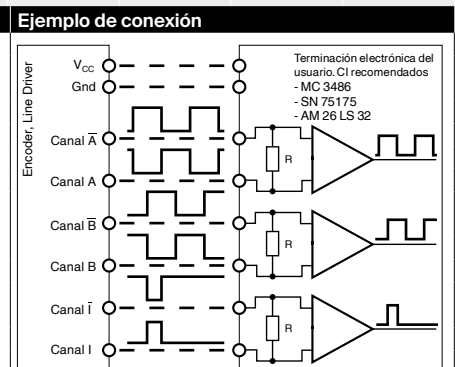 Ejemplo de conexión
Encoder, Line Driver
V_CC
Gnd
Canal A̅
Canal A
Canal B̅
Canal B
Canal I̅
Canal I
Terminación electrónica del
usuario. CI recomendados
- MC 3486
- SN 75175
- AM 26 LS 32
R
R
R